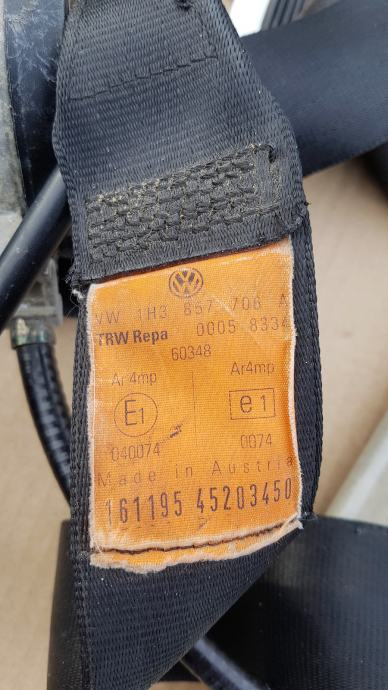 VW 1H3 857 706 A
TRW Repa 0005 8334
60348
Ar4mp Ar4mp
E1 e1
040074 0074
Made in Austria
161195 45203450